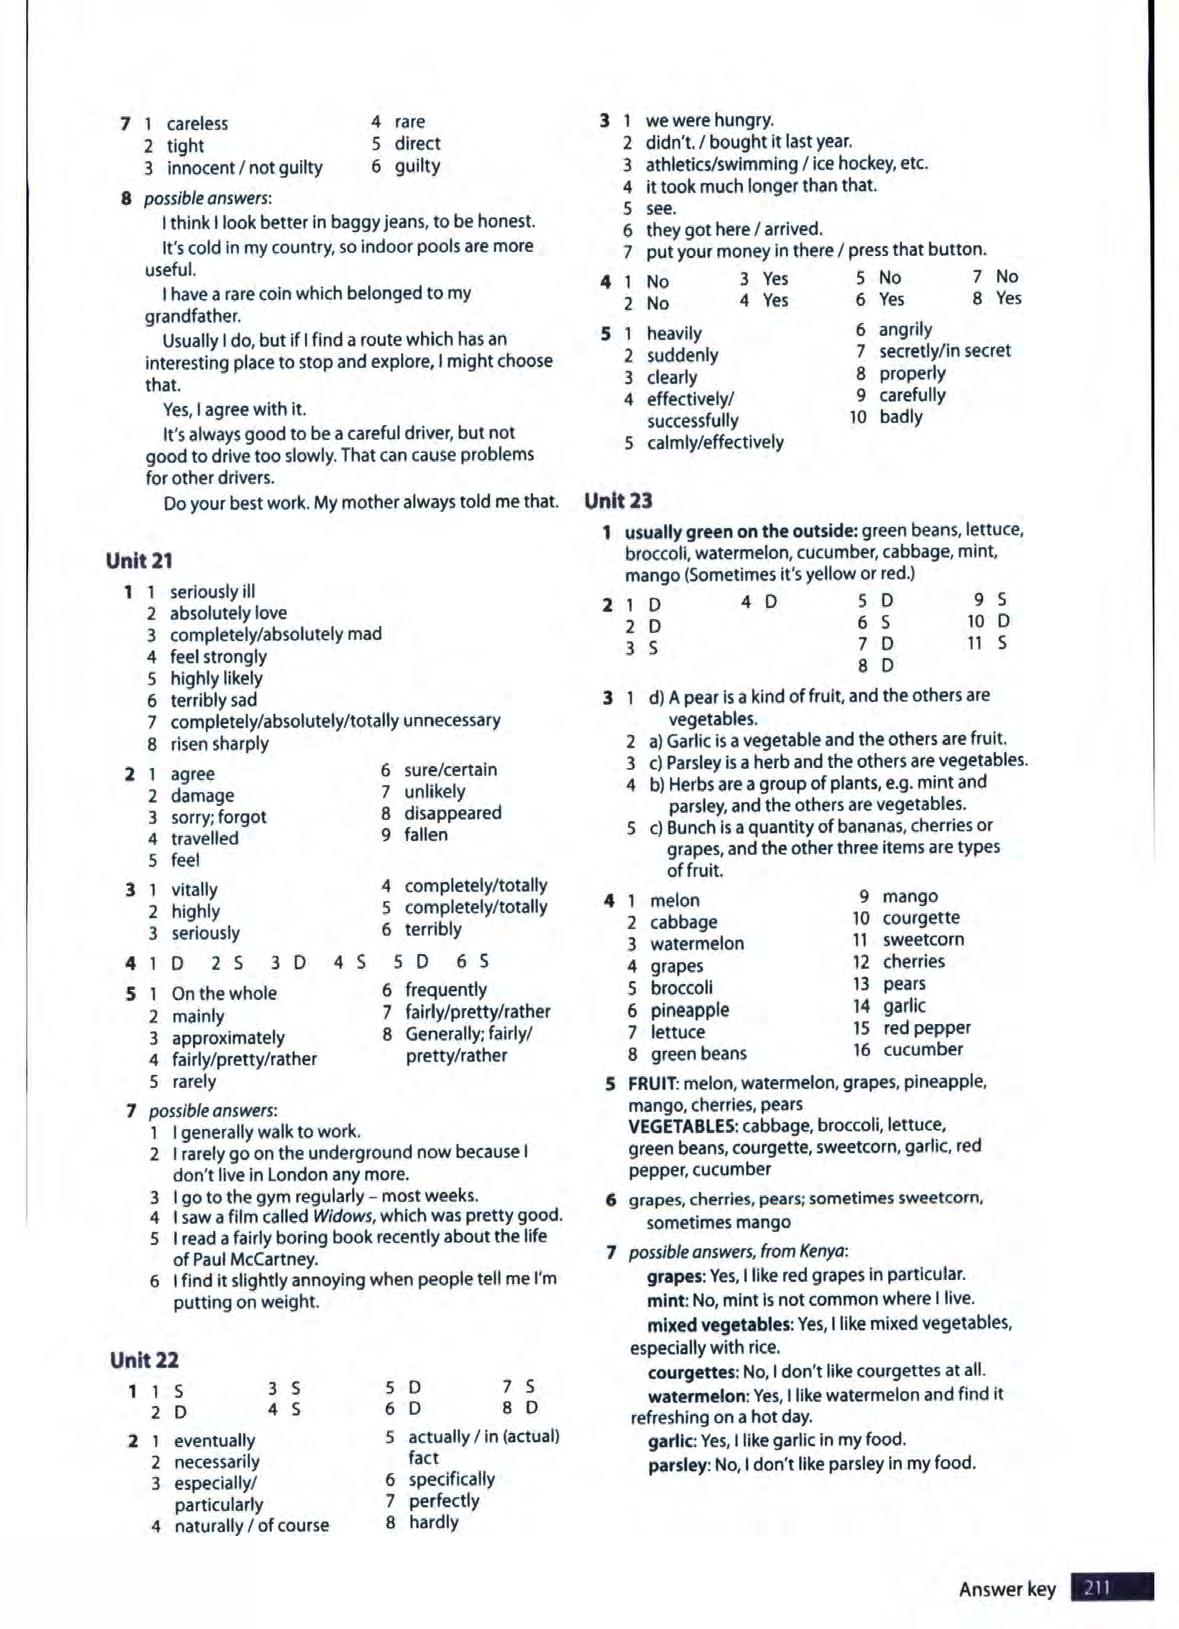 7 1 careless 4 rare
2 tight 5 direct
3 innocent / not guilty 6 guilty
8 possible answers:
I think I look better in baggy jeans, to be honest.
It's cold in my country, so indoor pools are more
useful.
I have a rare coin which belonged to my
grandfather.
Usually I do, but if I find a route which has an
interesting place to stop and explore, I might choose
that.
Yes, I agree with it.
It's always good to be a careful driver, but not
good to drive too slowly. That can cause problems
for other drivers.
Do your best work. My mother always told me that.
Unit 21
1 1 seriously ill
2 absolutely love
3 completely/absolutely mad
4 feel strongly
5 highly likely
6 terribly sad
7 completely/absolutely/totally unnecessary
8 risen sharply
2 1 agree 6 sure/certain
2 damage 7 unlikely
3 sorry; forgot 8 disappeared
4 travelled 9 fallen
5 feel
3 1 vitally 4 completely/totally
2 highly 5 completely/totally
3 seriously 6 terribly
4 1 D 2 S 3 D 4 S 5 D 6 S
5 1 On the whole 6 frequently
2 mainly 7 fairly/pretty/rather
3 approximately 8 Generally; fairly/
4 fairly/pretty/rather pretty/rather
5 rarely
7 possible answers:
1 I generally walk to work.
2 I rarely go on the underground now because I
don't live in London any more.
3 I go to the gym regularly – most weeks.
4 I saw a film called Widows, which was pretty good.
5 I read a fairly boring book recently about the life
of Paul McCartney.
6 I find it slightly annoying when people tell me I'm
putting on weight.
Unit 22
1 1 S 3 S 5 D 7 S
2 D 4 S 6 D 8 D
2 1 eventually 5 actually / in (actual)
2 necessarily fact
3 especially/ 6 specifically
particularly 7 perfectly
4 naturally / of course 8 hardly
3 1 we were hungry.
2 didn't. / bought it last year.
3 athletics/swimming / ice hockey, etc.
4 it took much longer than that.
5 see.
6 they got here / arrived.
7 put your money in there / press that button.
4 1 No 3 Yes 5 No 7 No
2 No 4 Yes 6 Yes 8 Yes
5 1 heavily 6 angrily
2 suddenly 7 secretly/in secret
3 clearly 8 properly
4 effectively/ 9 carefully
successfully 10 badly
5 calmly/effectively
Unit 23
1 usually green on the outside: green beans, lettuce,
broccoli, watermelon, cucumber, cabbage, mint,
mango (Sometimes it's yellow or red.)
2 1 D 4 D 5 D 9 S
2 D 6 S 10 D
3 S 7 D 11 S
8 D
3 1 d) A pear is a kind of fruit, and the others are
vegetables.
2 a) Garlic is a vegetable and the others are fruit.
3 c) Parsley is a herb and the others are vegetables.
4 b) Herbs are a group of plants, e.g. mint and
parsley, and the others are vegetables.
5 c) Bunch is a quantity of bananas, cherries or
grapes, and the other three items are types
of fruit.
4 1 melon 9 mango
2 cabbage 10 courgette
3 watermelon 11 sweetcorn
4 grapes 12 cherries
5 broccoli 13 pears
6 pineapple 14 garlic
7 lettuce 15 red pepper
8 green beans 16 cucumber
5 FRUIT: melon, watermelon, grapes, pineapple,
mango, cherries, pears
VEGETABLES: cabbage, broccoli, lettuce,
green beans, courgette, sweetcorn, garlic, red
pepper, cucumber
6 grapes, cherries, pears; sometimes sweetcorn,
sometimes mango
7 possible answers, from Kenya:
grapes: Yes, I like red grapes in particular.
mint: No, mint is not common where I live.
mixed vegetables: Yes, I like mixed vegetables,
especially with rice.
courgettes: No, I don't like courgettes at all.
watermelon: Yes, I like watermelon and find it
refreshing on a hot day.
garlic: Yes, I like garlic in my food.
parsley: No, I don't like parsley in my food.
Answer key 211